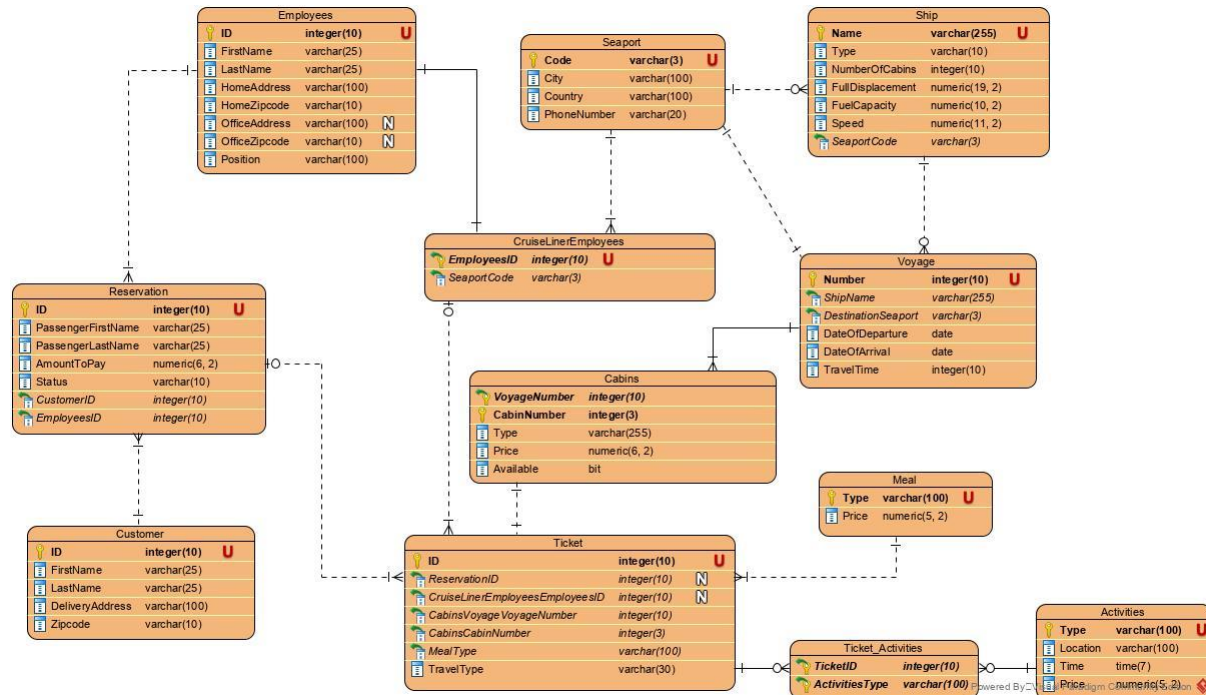 Employees
ID integer(10) U
FirstName varchar(25)
LastName varchar(25)
HomeAddress varchar(100)
HomeZipcode varchar(10)
OfficeAddress varchar(100) N
OfficeZipcode varchar(10) N
Position varchar(100)
Seaport
Code varchar(3) U
City varchar(100)
Country varchar(100)
PhoneNumber varchar(20)
Ship
Name varchar(255) U
Type varchar(10)
NumberOfCabins integer(10)
FullDisplacement numeric(19, 2)
FuelCapacity numeric(10, 2)
Speed numeric(11, 2)
SeaportCode varchar(3)
CruiseLinerEmployees
EmployeesID integer(10) U
SeaportCode varchar(3)
Voyage
Number integer(10) U
ShipName varchar(255)
DestinationSeaport varchar(3)
DateOfDeparture date
DateOfArrival date
TravelTime integer(10)
Reservation
ID integer(10) U
PassengerFirstName varchar(25)
PassengerLastName varchar(25)
AmountToPay numeric(6, 2)
Status varchar(10)
CustomerID integer(10)
EmployeesID integer(10)
Cabins
VoyageNumber integer(10)
CabinNumber integer(3)
Type varchar(255)
Price numeric(6, 2)
Available bit
Meal
Type varchar(100) U
Price numeric(5, 2)
Customer
ID integer(10) U
FirstName varchar(25)
LastName varchar(25)
DeliveryAddress varchar(100)
Zipcode varchar(10)
Ticket
ID integer(10) U
ReservationID integer(10) N
CruiseLinerEmployeesEmployeesID integer(10) N
CabinsVoyageVoyageNumber integer(10)
CabinsCabinNumber integer(3)
MealType varchar(100)
TravelType varchar(30)
Ticket_Activities
TicketID integer(10)
ActivitiesType varchar(100)
Activities
Type varchar(100) U
Location varchar(100)
Time time(7)
Price numeric(5, 2)
Powered By